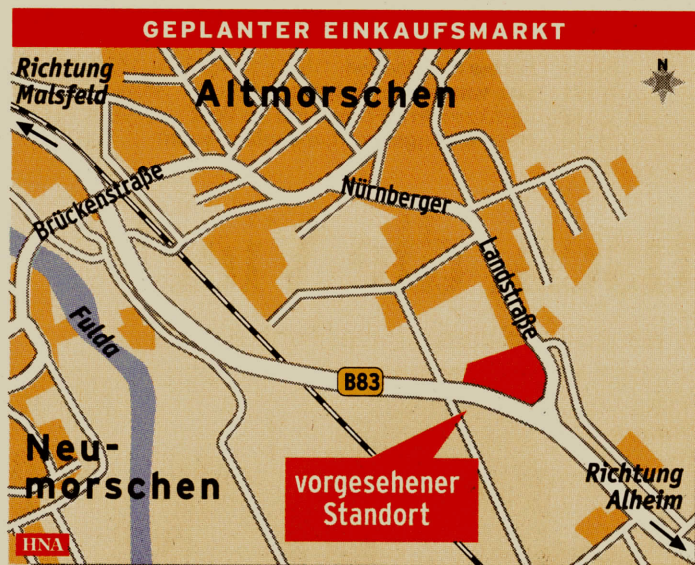 GEPLANTER EINKAUFSMARKT
Richtung
Malsfeld
Altmorschen
N
Brückenstraße
Nürnberger
Landstraße
Fulda
B83
Neu-
morschen
vorgesehener
Standort
Richtung
Alheim
HNA